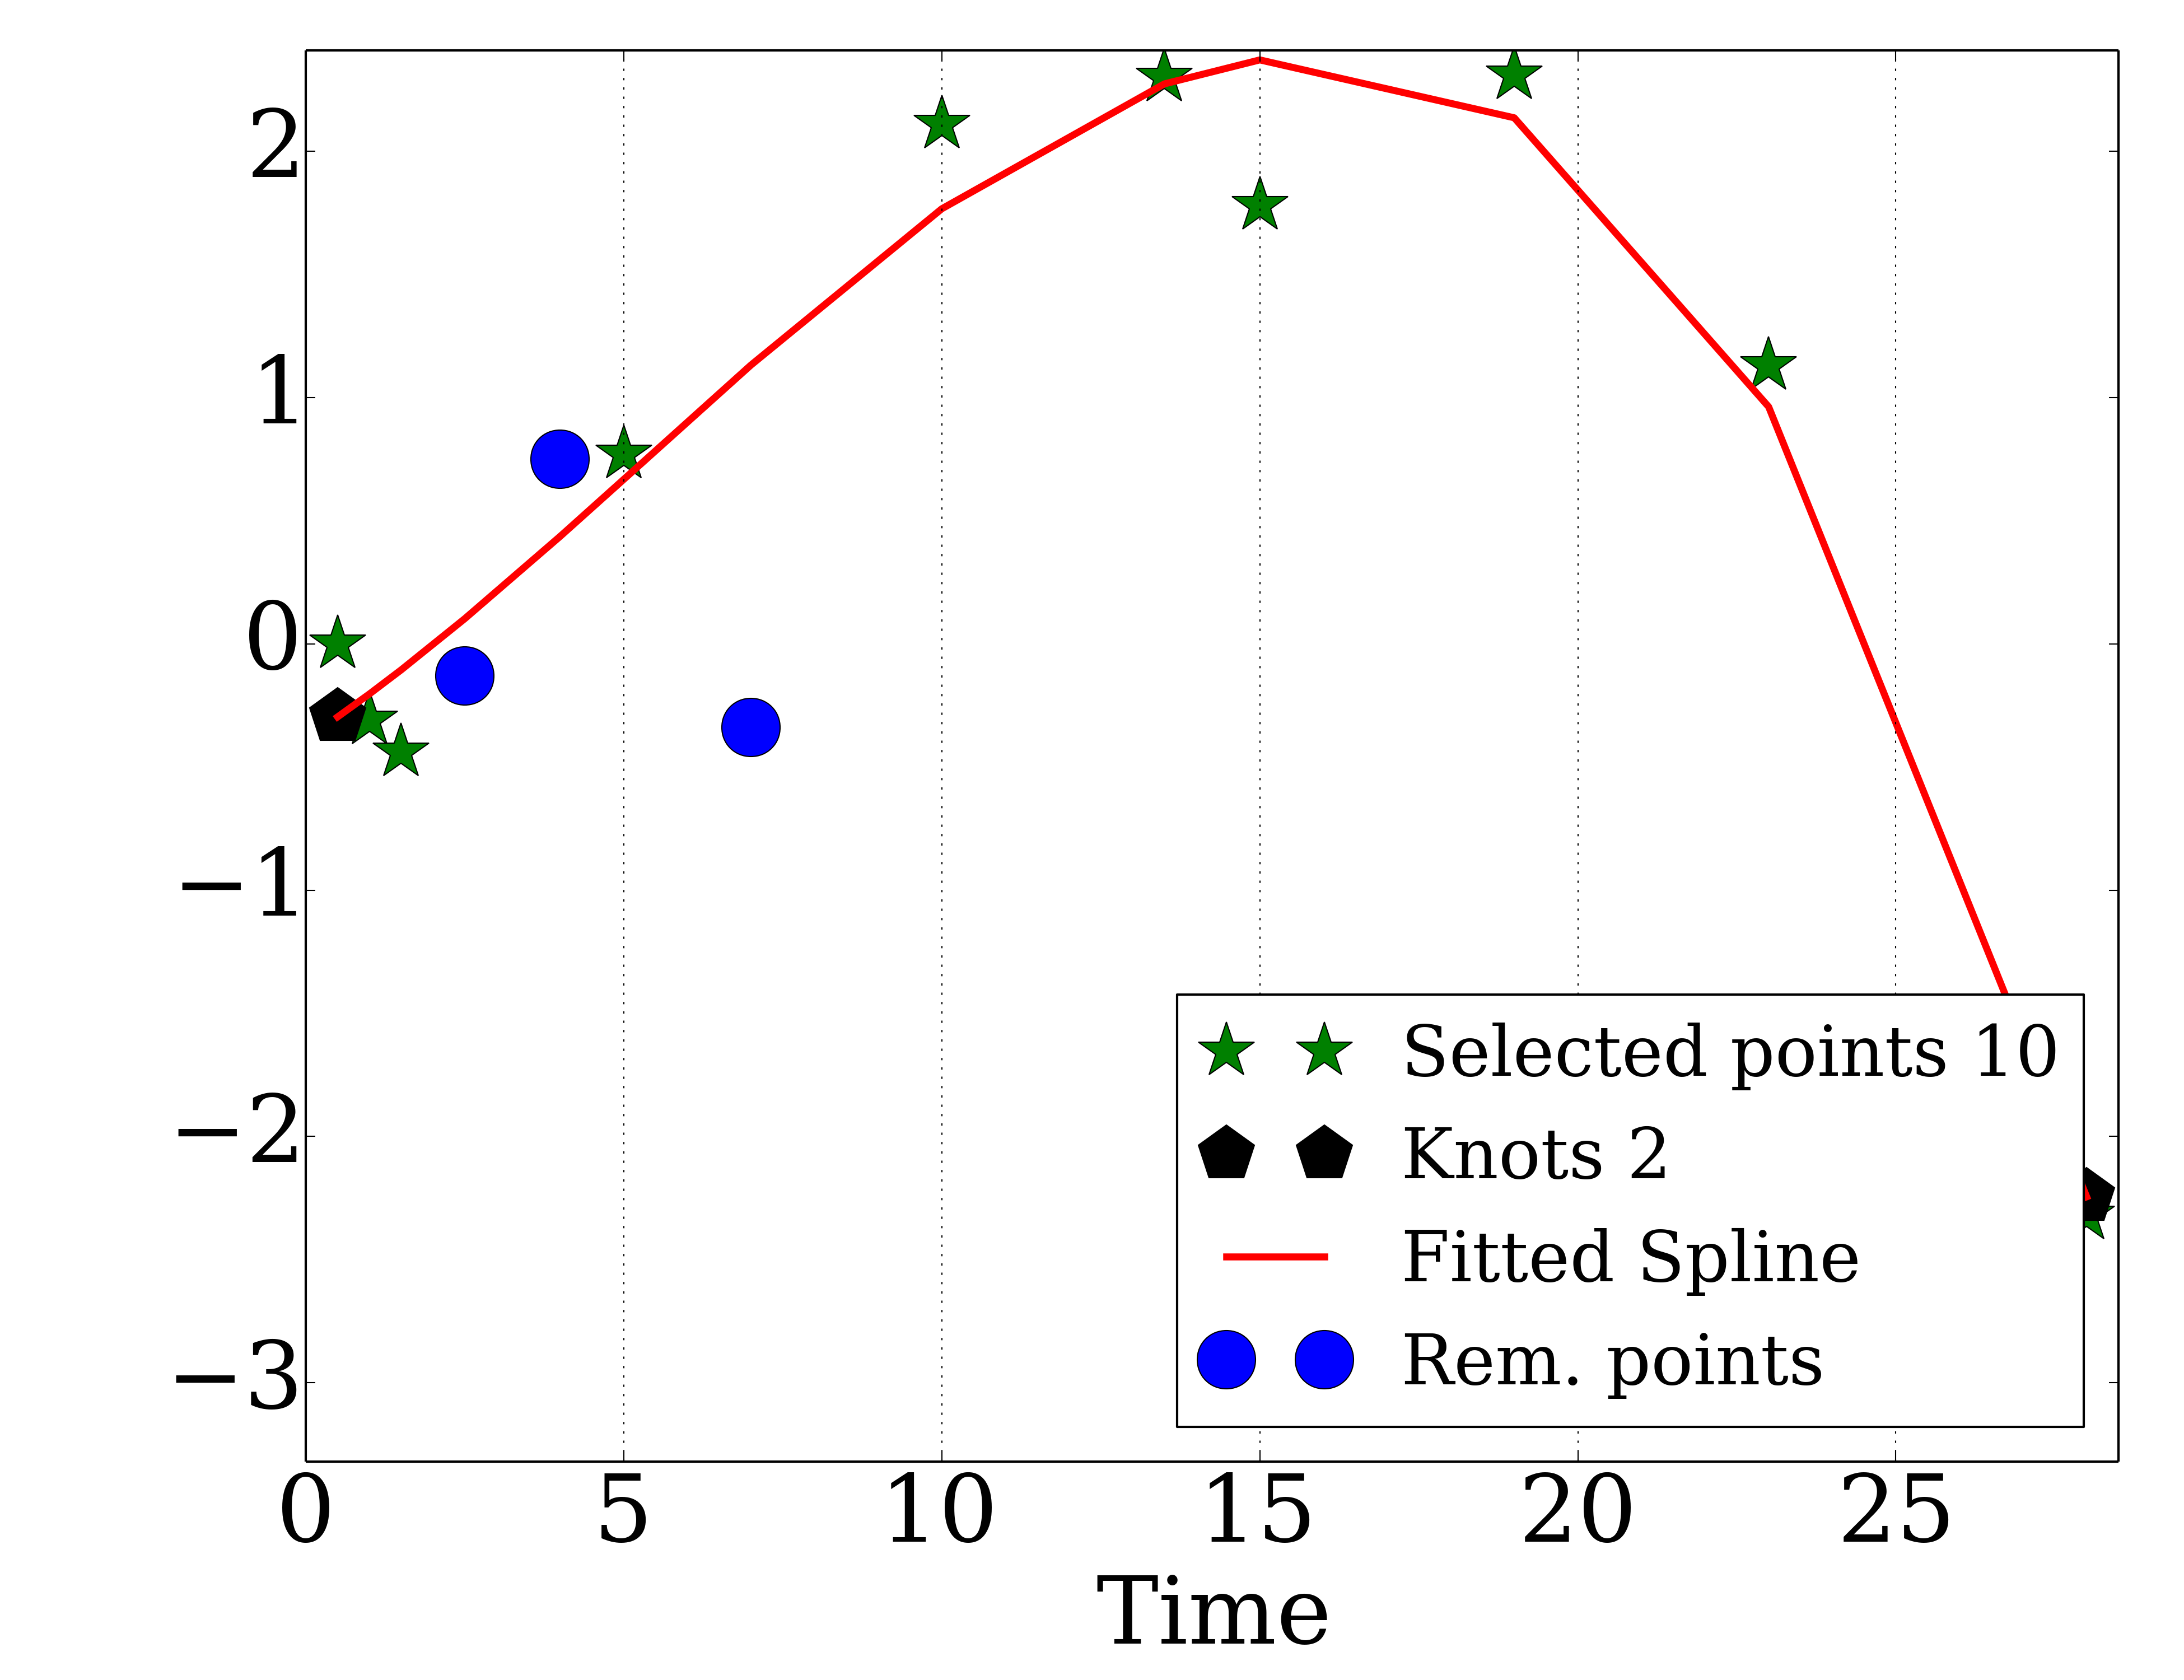 2
1
0
−1
−2
−3
Selected points 10
Knots 2
Fitted Spline
Rem. points
0 5 10 15 20 25
Time